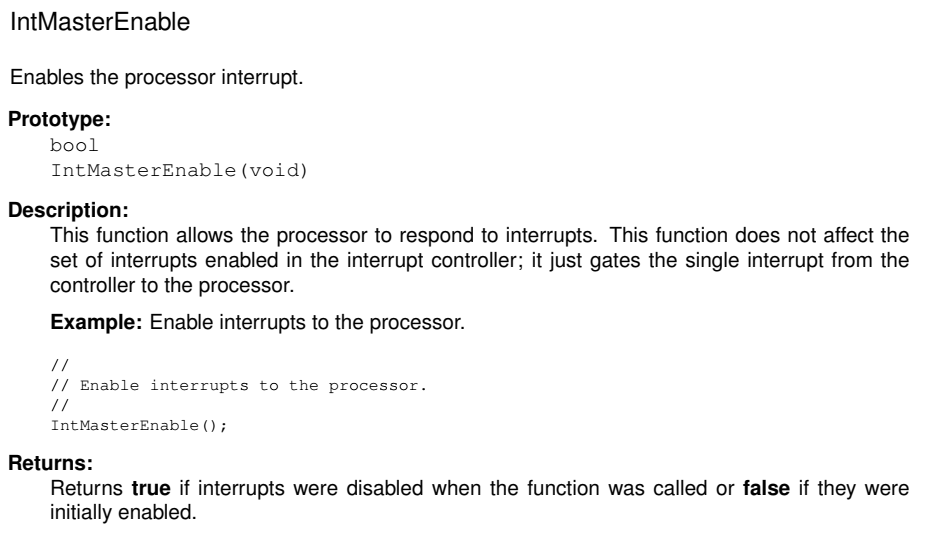 IntMasterEnable
Enables the processor interrupt.
Prototype:
bool
IntMasterEnable(void)
Description:
This function allows the processor to respond to interrupts. This function does not affect the
set of interrupts enabled in the interrupt controller; it just gates the single interrupt from the
controller to the processor.
Example: Enable interrupts to the processor.
//
// Enable interrupts to the processor.
//
IntMasterEnable();
Returns:
Returns true if interrupts were disabled when the function was called or false if they were
initially enabled.